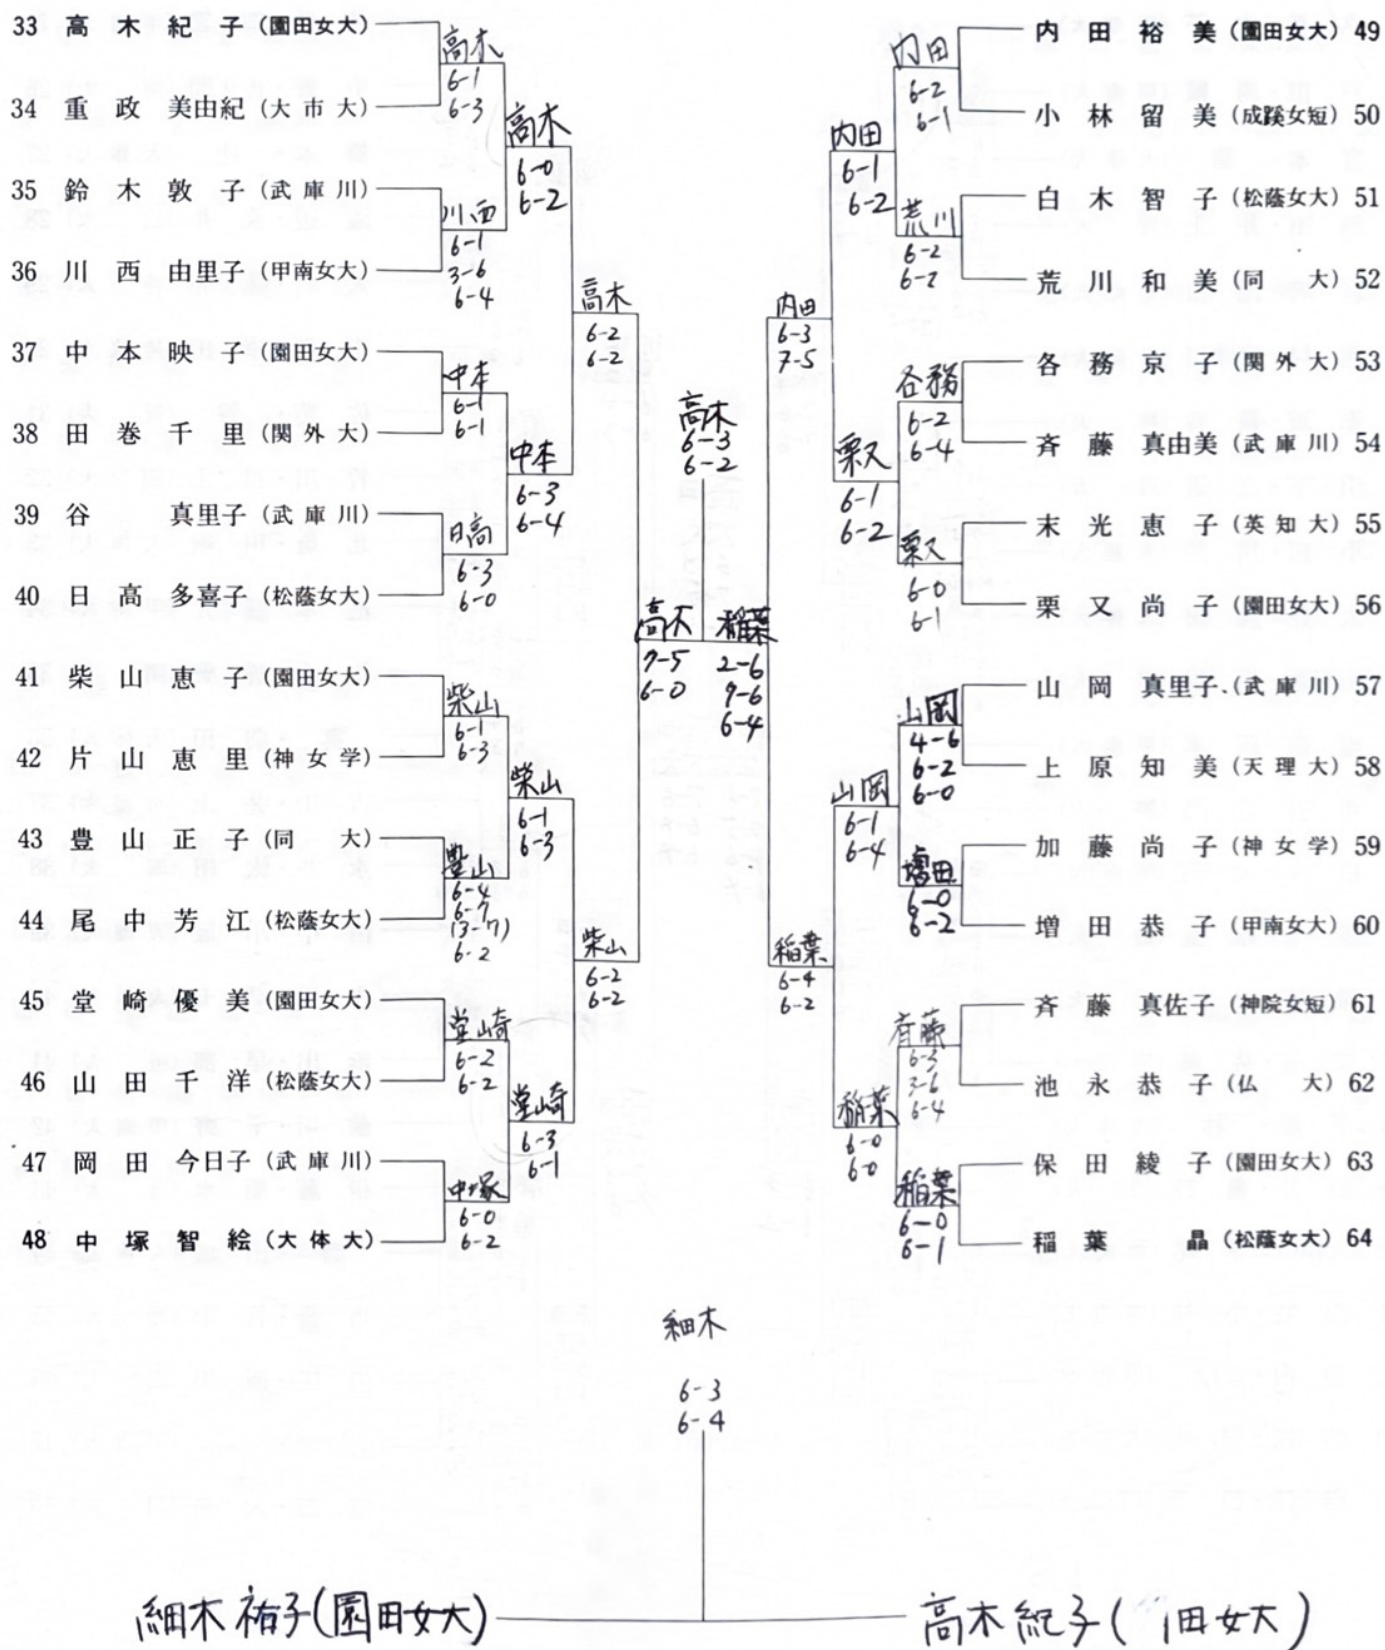 33 高木紀子 (園田女大)
34 重政美由紀 (大市大)
35 鈴木敦子 (武庫川)
36 川西由里子 (甲南女大)
37 中本映子 (園田女大)
38 田巻千里 (関外大)
39 谷真里子 (武庫川)
40 日高多喜子 (松蔭女大)
41 柴山恵子 (園田女大)
42 片山恵里 (神女学)
43 豊山正子 (同大)
44 尾中芳江 (松蔭女大)
45 堂崎優美 (園田女大)
46 山田千洋 (松蔭女大)
47 岡田今日子 (武庫川)
48 中塚智絵 (大体大)
高木
6-1
6-3
川西
6-1
3-6
6-4
中本
6-1
6-1
日高
6-3
6-0
柴山
6-1
6-3
豊山
6-4
6-7
(3-7)
6-2
堂崎
6-2
6-2
中塚
6-0
6-2
高木
6-0
6-2
中本
6-3
6-4
柴山
6-1
6-3
堂崎
6-3
6-1
高木
6-2
6-2
柴山
6-2
6-2
高木
7-5
6-0
高木
6-3
6-2
稲葉
2-6
7-6
6-4
内田
6-3
7-5
稲葉
6-4
6-2
内田
6-1
6-2
栗又
6-1
6-2
山岡
6-1
6-4
稲葉
6-0
6-0
内田
6-2
6-1
荒川
6-2
6-2
各務
6-2
6-4
栗又
6-0
6-1
山岡
4-6
6-2
6-0
増田
6-0
6-2
斉藤
6-3
3-6
6-4
稲葉
6-0
6-1
内田裕美 (園田女大) 49
小林留美 (成蹊女短) 50
白木智子 (松蔭女大) 51
荒川和美 (同大) 52
各務京子 (関外大) 53
斉藤真由美 (武庫川) 54
末光恵子 (英知大) 55
栗又尚子 (園田女大) 56
山岡真里子 (武庫川) 57
上原知美 (天理大) 58
加藤尚子 (神女学) 59
増田恭子 (甲南女大) 60
斉藤真佐子 (神院女短) 61
池永恭子 (仏大) 62
保田綾子 (園田女大) 63
稲葉晶 (松蔭女大) 64
細木
6-3
6-4
細木祐子(園田女大)
高木紀子( 田女大)